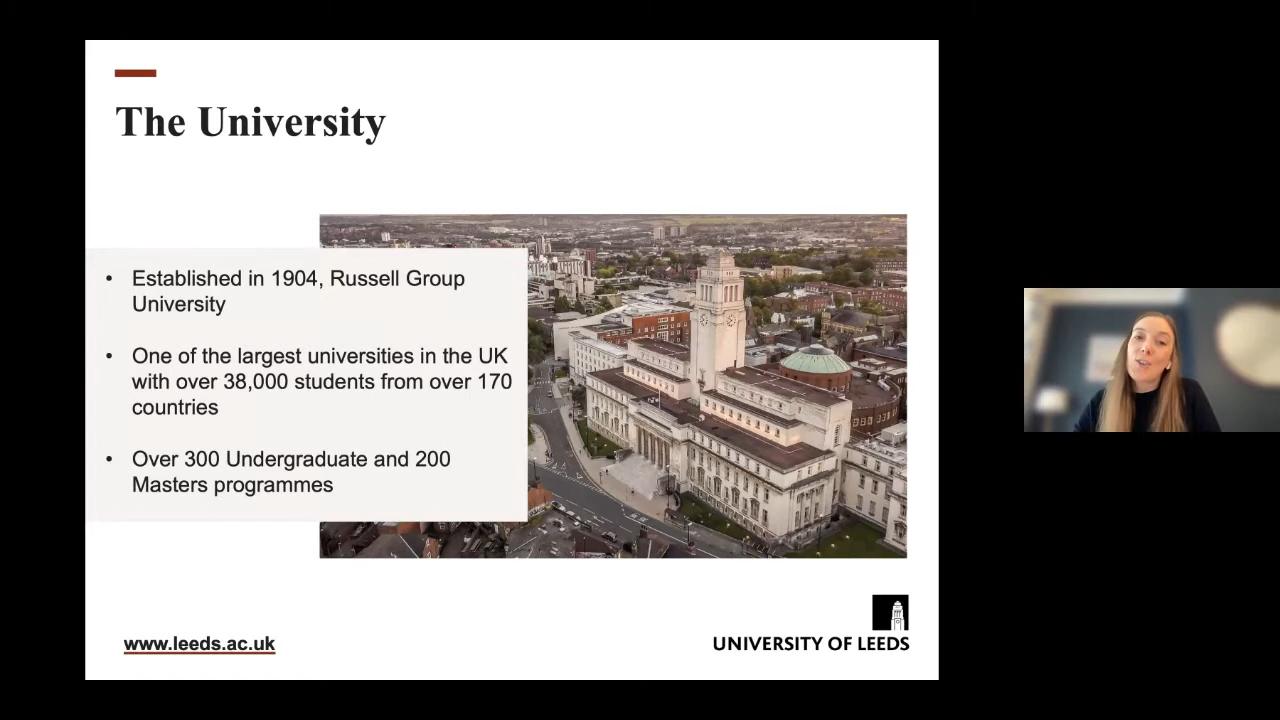 The University
• Established in 1904, Russell Group
University
• One of the largest universities in the UK
with over 38,000 students from over 170
countries
• Over 300 Undergraduate and 200
Masters programmes
www.leeds.ac.uk
UNIVERSITY OF LEEDS